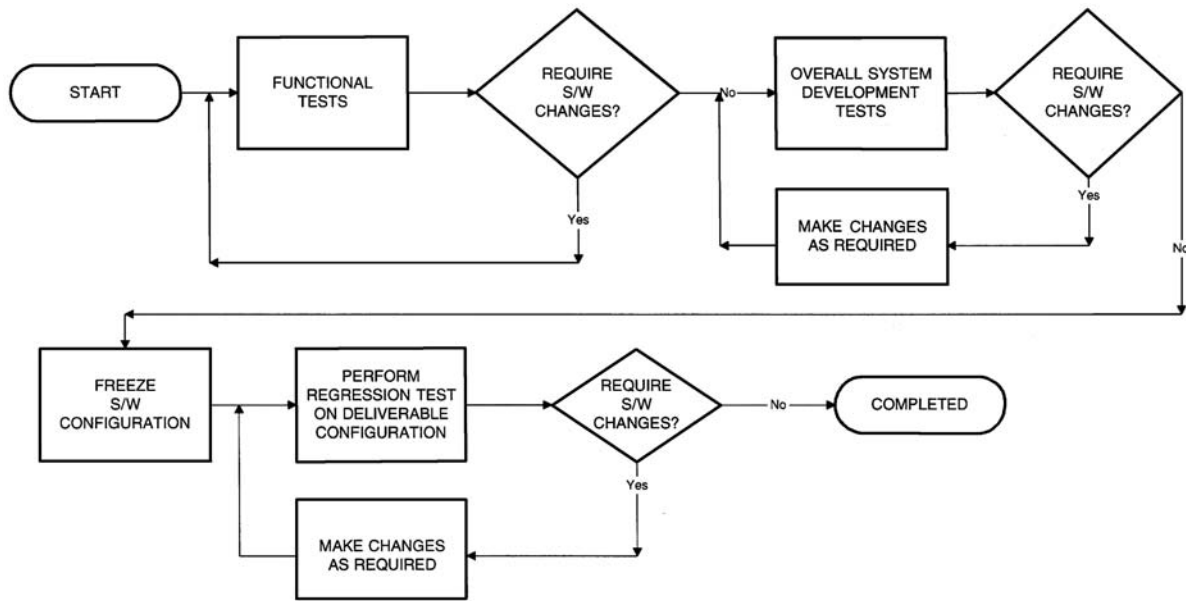 START
FUNCTIONAL
TESTS
REQUIRE
S/W
CHANGES?
No
Yes
OVERALL SYSTEM
DEVELOPMENT
TESTS
REQUIRE
S/W
CHANGES?
Yes
No
MAKE CHANGES
AS REQUIRED
FREEZE
S/W
CONFIGURATION
PERFORM
REGRESSION TEST
ON DELIVERABLE
CONFIGURATION
REQUIRE
S/W
CHANGES?
No
Yes
COMPLETED
MAKE CHANGES
AS REQUIRED